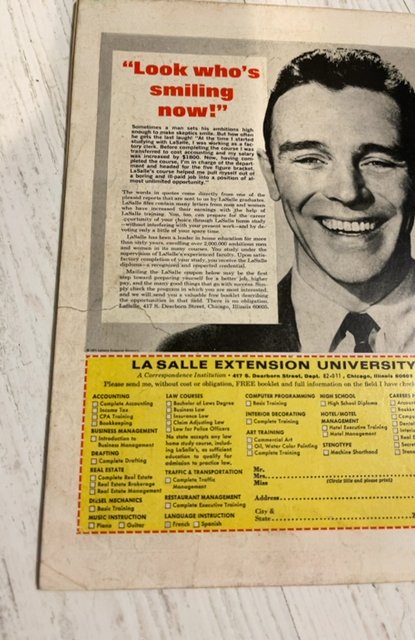 “Look who's
smiling
now!”
Sometimes a man sets his ambitions high
enough to make skeptics smile. But how often
he gets the last laugh! “At the time I started
studying with LaSalle, I was working as a fac-
tory clerk. Before completing the course I was
transferred to cost accounting and my salary
was increased by $1800. Now, having com-
pleted the course, I'm in charge of the depart-
ment and headed for the five figure bracket.
LaSalle's course helped me pull myself out of
a boring and ill-paid job into a position of al-
most unlimited opportunity.”
The words in quotes come directly from one of the
pleased reports that are sent to us by LaSalle graduates.
LaSalle files contain many letters from men and women
who have increased their earnings with the help of
LaSalle training. You, too, can prepare for the career
opportunity of your choice through LaSalle home study
—without interfering with your present work—and by de-
voting only a little of your spare time.
LaSalle has been a leader in home education for more
than sixty years, enrolling over 2,000,000 ambitious men
and women in its many courses. You study under the
supervision of LaSalle's experienced faculty. Upon satis-
factory completion of your study, you receive the LaSalle
diploma—a recognized and respected credential.
Mailing the LaSalle coupon below may be the first
step toward preparing yourself for a better job, higher
pay, and the many good things that go with success. Sim-
ply check the program in which you are most interested,
and we will send you a valuable free booklet describing
the opportunities in that field. There is no obligation.
LaSalle, 417 S. Dearborn Street, Chicago, Illinois 60605.
LA SALLE EXTENSION UNIVERSITY
A Correspondence Institution • 417 S. Dearborn Street, Dept. 62-011, Chicago, Illinois 6060
Please send me, without cost or obligation, FREE booklet and full information on the field I have chec
ACCOUNTING
Complete Accounting
Income Tax
CPA Training
Bookkeeping
BUSINESS MANAGEMENT
Introduction to
Business Management
DRAFTING
Complete Drafting
REAL ESTATE
Complete Real Estate
Real Estate Brokerage
Real Estate Management
DIESEL MECHANICS
Basic Training
MUSIC INSTRUCTION
Piano Guitar
LAW COURSES
Bachelor of Laws Degree
Business Law
Insurance Law
Claim Adjusting Law
Law for Police Officers
No state accepts any law
home study course, includ-
ing LaSalle's, as sufficient
education to qualify for
admission to practice law.
TRAFFIC & TRANSPORTATION
Complete Traffic
Management
RESTAURANT MANAGEMENT
Complete Executive Training
LANGUAGE INSTRUCTION
French Spanish
COMPUTER PROGRAMMING
Basic Training
INTERIOR DECORATING
Complete Training
ART TRAINING
Commercial Art
Oil, Water Color Painting
Complete Training
HIGH SCHOOL
High School Diploma
HOTEL/MOTEL
MANAGEMENT
Hotel Executive Training
Motel Management
STENOTYPE
Machine Shorthand
CAREERS
Mr.
Mrs.
Miss
(Circle title and please print)
Address
City &
State